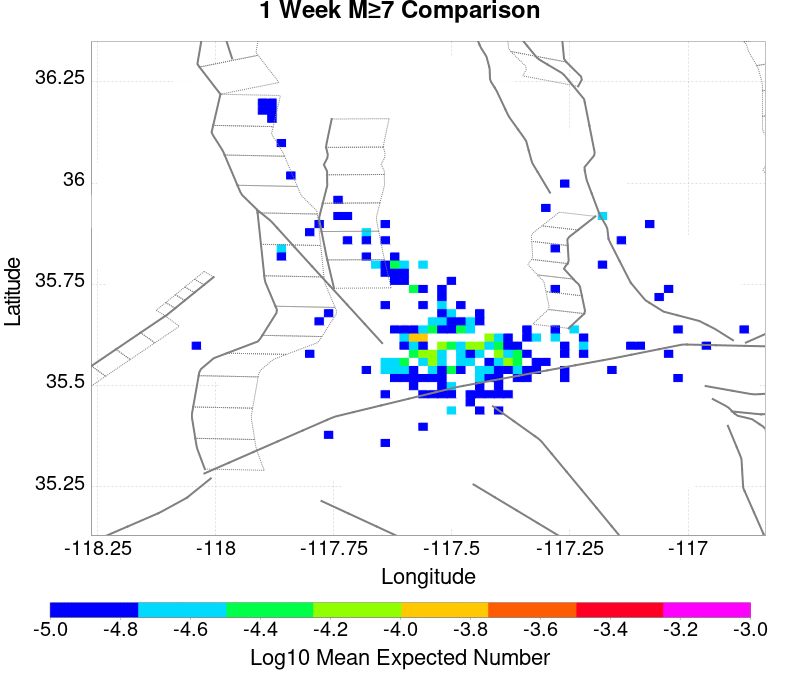 1 Week M≥7 Comparison
36.25
36
35.75
35.5
35.25
Latitude
-118.25 -118 -117.75 -117.5 -117.25 -117
Longitude
-5.0 -4.8 -4.6 -4.4 -4.2 -4.0 -3.8 -3.6 -3.4 -3.2 -3.0
Log10 Mean Expected Number